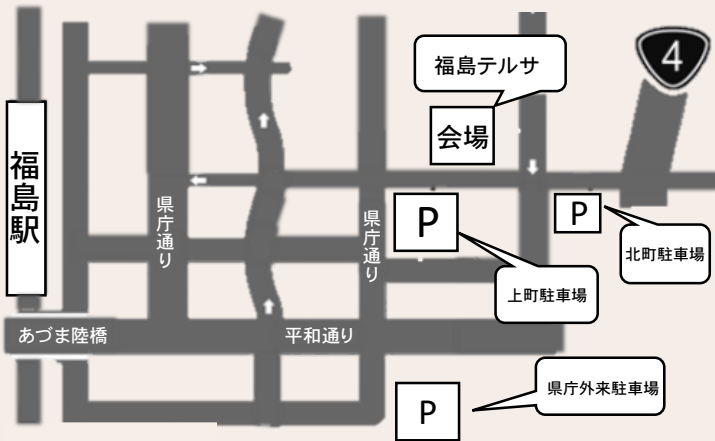 福島テルサ
4
会場
福島駅
県庁通り
県庁通り
P
P
北町駐車場
上町駐車場
あづま陸橋
平和通り
県庁外来駐車場
P